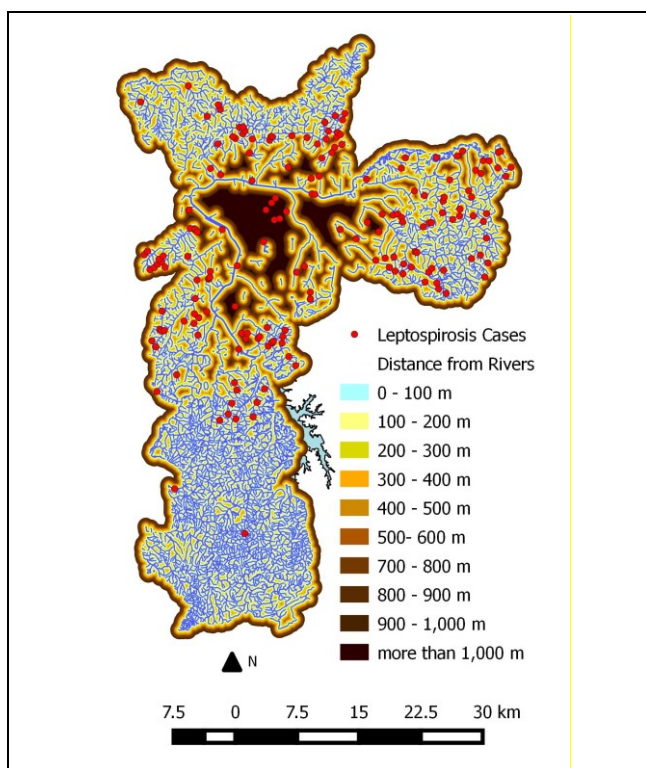 Leptospirosis Cases
Distance from Rivers
0 - 100 m
100 - 200 m
200 - 300 m
300 - 400 m
400 - 500 m
500- 600 m
700 - 800 m
800 - 900 m
900 - 1,000 m
more than 1,000 m
N
7.5 0 7.5 15 22.5 30 km